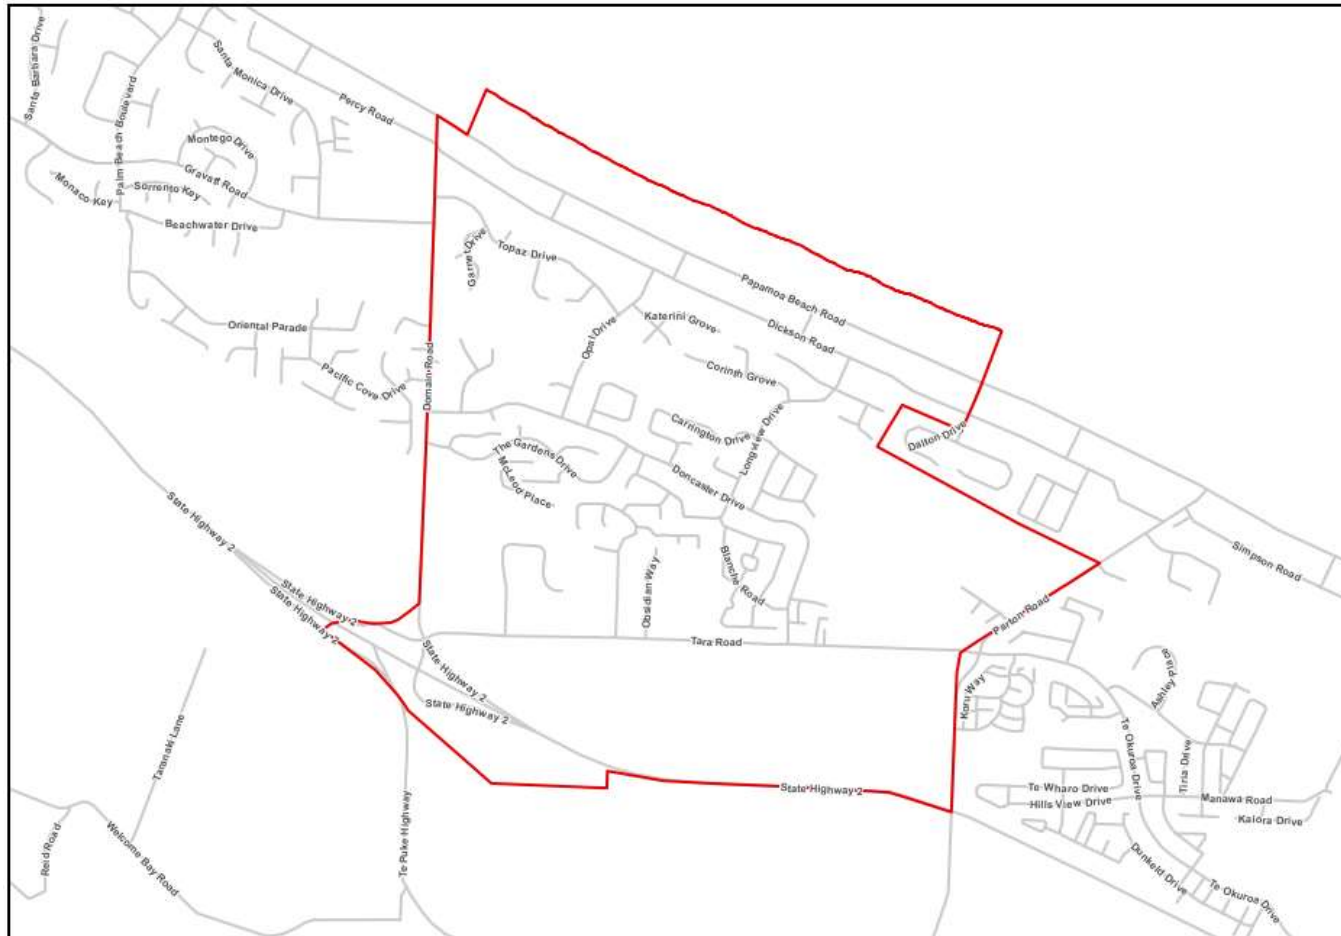 Santa Barbara Drive
Santa Monica Drive
Percy Road
Palm Beach Boulevard
Montego Drive
Gravatt Road
Monaco Key
Sorrento Key
Beachwater Drive
Garnet Drive
Topaz Drive
Papamoa Beach Road
Dickson Road
Katerini Grove
Oriental Parade
Opal Drive
Pacific Cove Drive
Domain Road
Corinth Grove
Carrington Drive
Longview Drive
Dalton Drive
The Gardens Drive
McLeod Place
Doncaster Drive
State Highway 2
Simpson Road
Obsidian Way
Blanche Road
State Highway 2
State Highway 2
Parton Road
Tara Road
State Highway 2
State Highway 2
Koru Way
Ashley Place
Taranaki Lane
Te Okuroa Drive
Tiria Drive
State Highway 2
Te Wharo Drive
Hills View Drive
Manawa Road
Kaiora Drive
Te Puke Highway
Reid Road
Welcome Bay Road
Dunkeld Drive
Te Okuroa Drive